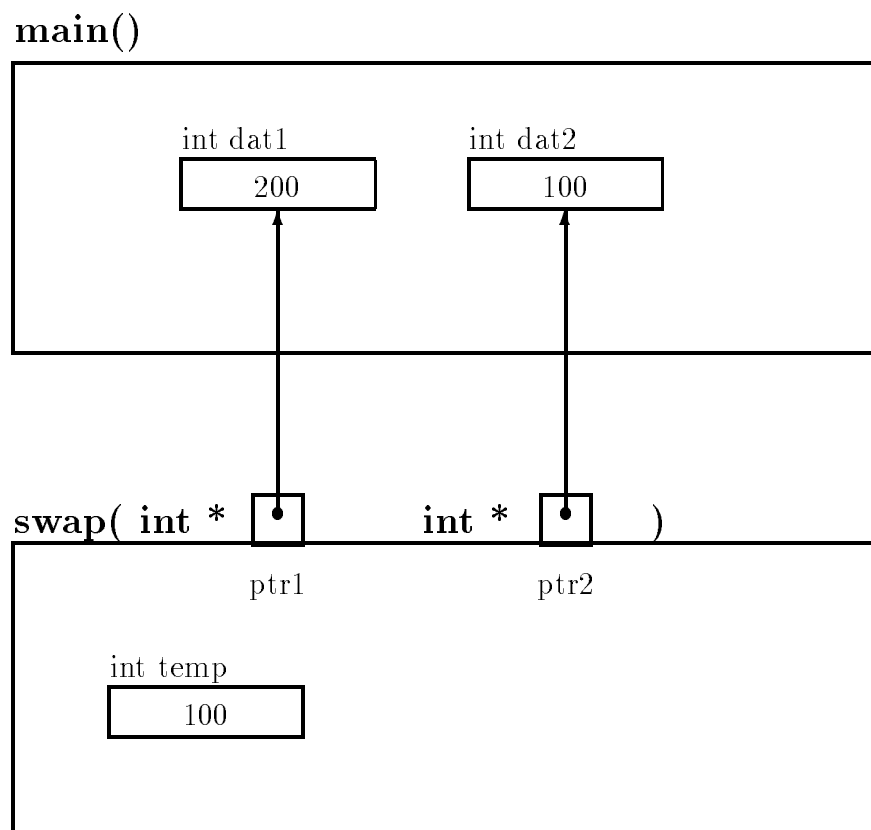 main()
int dat1 int dat2
200 100
swap( int * int * )
ptr1 ptr2
int temp
100